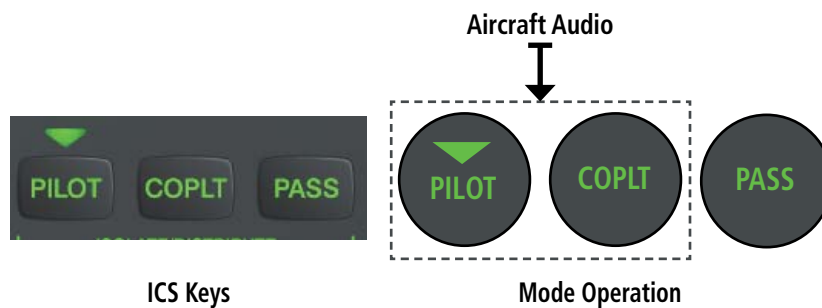 Aircraft Audio
PILOT COPLT PASS
PILOT COPLT PASS
ICS Keys
Mode Operation